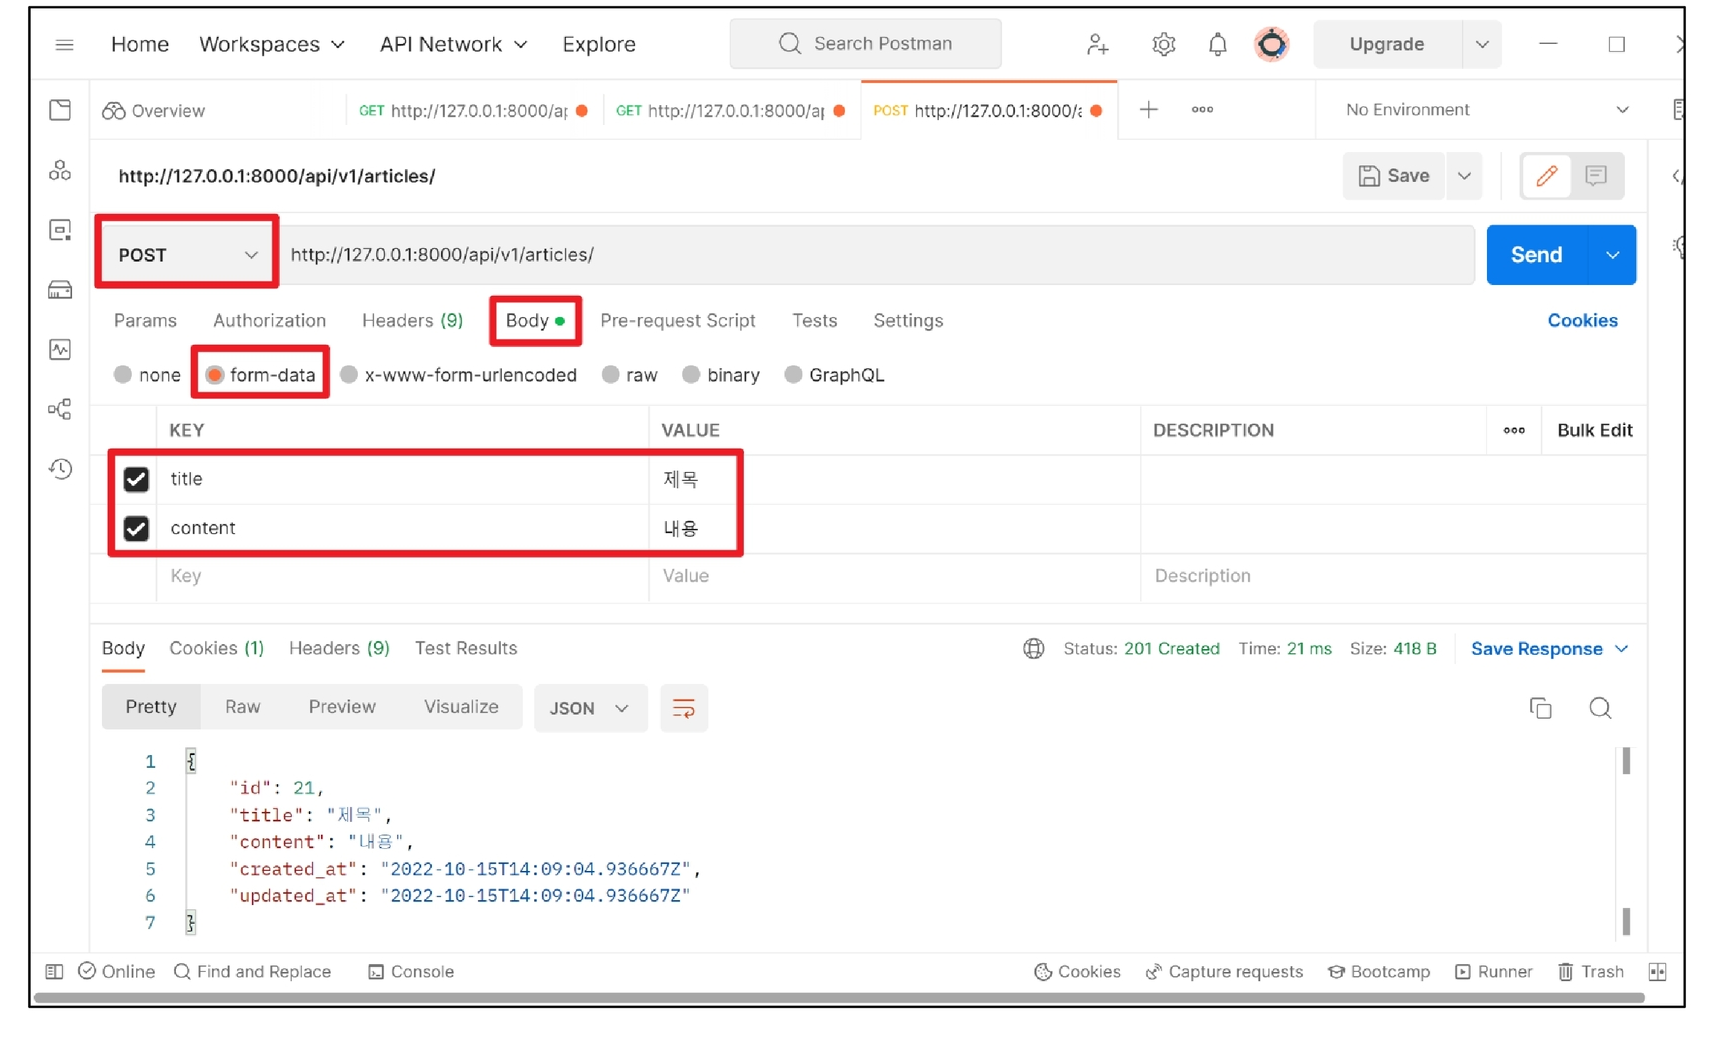 Home Workspaces API Network Explore Search Postman Upgrade
Overview GET http://127.0.0.1:8000/ap GET http://127.0.0.1:8000/ap POST http://127.0.0.1:8000/a No Environment
http://127.0.0.1:8000/api/v1/articles/ Save
POST http://127.0.0.1:8000/api/v1/articles/ Send
Params Authorization Headers (9) Body Pre-request Script Tests Settings Cookies
none form-data x-www-form-urlencoded raw binary GraphQL
KEY VALUE DESCRIPTION Bulk Edit
title 제목
content 내용
Key Value Description
Body Cookies (1) Headers (9) Test Results Status: 201 Created Time: 21 ms Size: 418 B Save Response
Pretty Raw Preview Visualize JSON
1 {
2 "id": 21,
3 "title": "제목",
4 "content": "내용",
5 "created_at": "2022-10-15T14:09:04.936667Z",
6 "updated_at": "2022-10-15T14:09:04.936667Z"
7 }
Online Find and Replace Console Cookies Capture requests Bootcamp Runner Trash